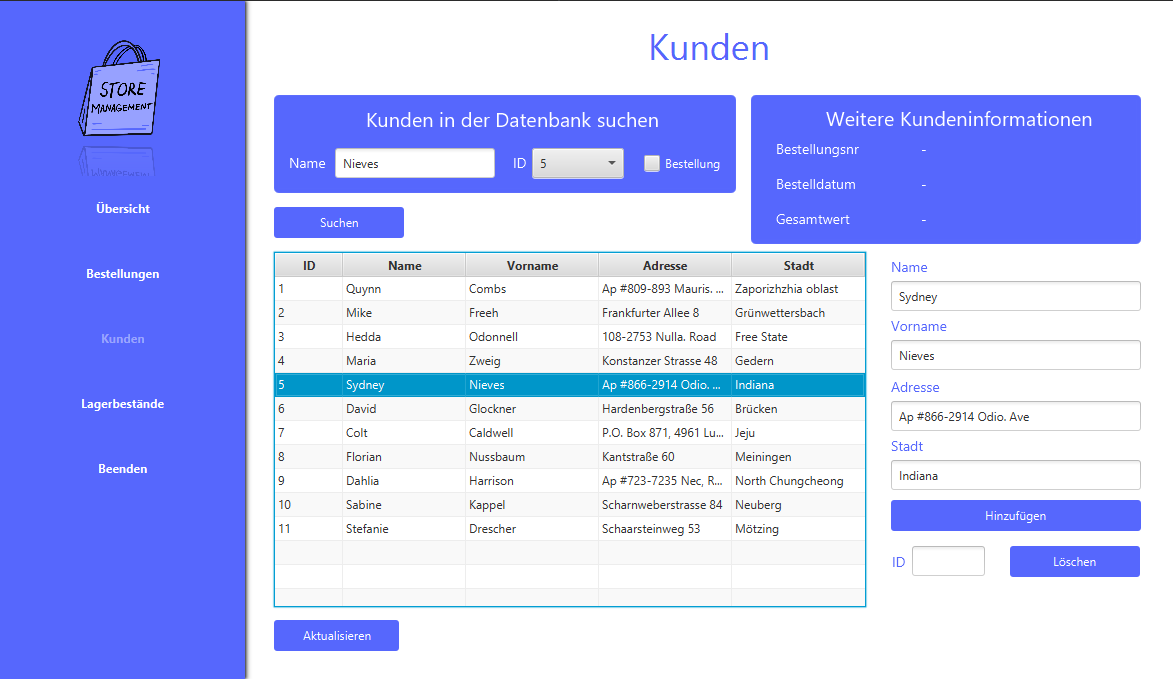 STORE
MANAGEMENT
Übersicht
Bestellungen
Kunden
Lagerbestände
Beenden
Kunden
Kunden in der Datenbank suchen
Name Nieves ID 5 Bestellung
Suchen
Weitere Kundeninformationen
Bestellungsnr -
Bestelldatum -
Gesamtwert -
ID Name Vorname Adresse Stadt
1 Quynn Combs Ap #809-893 Mauris. ... Zaporizhzhia oblast
2 Mike Freeh Frankfurter Allee 8 Grünwettersbach
3 Hedda Odonnell 108-2753 Nulla. Road Free State
4 Maria Zweig Konstanzer Strasse 48 Gedern
5 Sydney Nieves Ap #866-2914 Odio. ... Indiana
6 David Glockner Hardenbergstraße 56 Brücken
7 Colt Caldwell P.O. Box 871, 4961 Lu... Jeju
8 Florian Nussbaum Kantstraße 60 Meiningen
9 Dahlia Harrison Ap #723-7235 Nec, R... North Chungcheong
10 Sabine Kappel Scharnweberstrasse 84 Neuberg
11 Stefanie Drescher Schaarsteinweg 53 Mötzing
Aktualisieren
Name
Sydney
Vorname
Nieves
Adresse
Ap #866-2914 Odio. Ave
Stadt
Indiana
Hinzufügen
ID Löschen